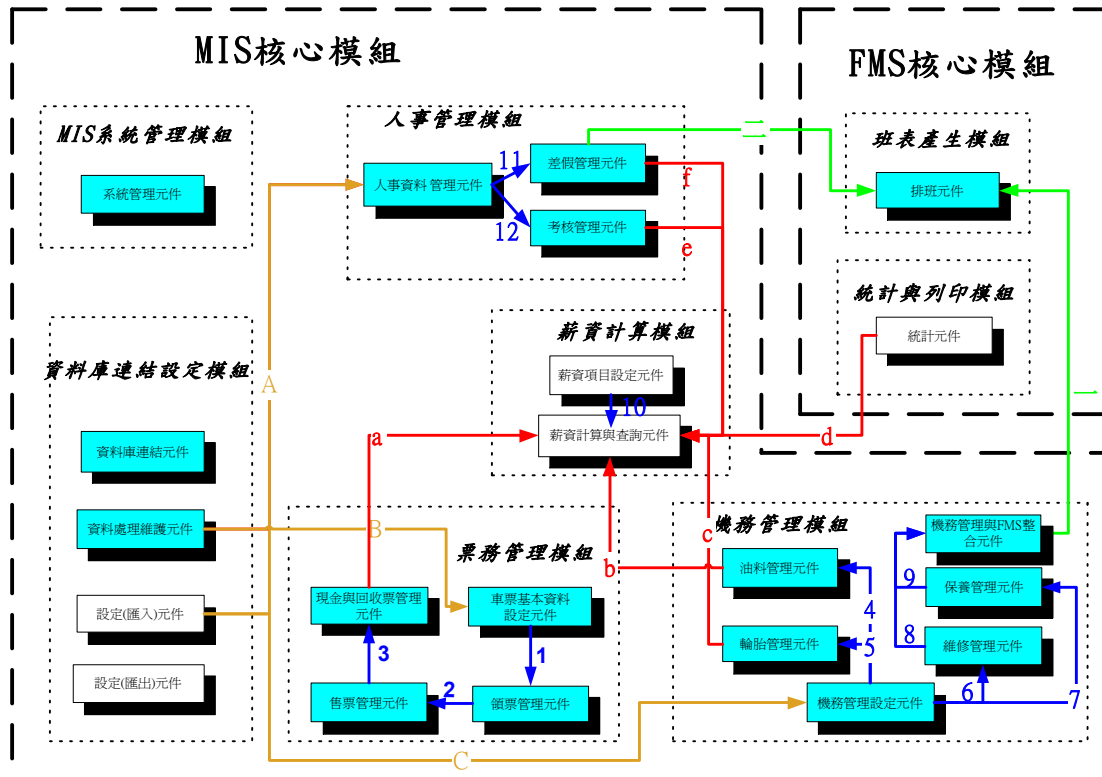 MIS核心模組
FMS核心模組
MIS系統管理模組
系統管理元件
人事管理模組
人事資料 管理元件
11
12
差假管理元件
考核管理元件
f
e
二
班表產生模組
排班元件
統計與列印模組
統計元件
一
d
薪資計算模組
薪資項目設定元件
10
薪資計算與查詢元件
資料庫連結設定模組
資料庫連結元件
資料處理維護元件
設定(匯入)元件
設定(匯出)元件
A
B
C
a
b
c
票務管理模組
現金與回收票管理
元件
車票基本資料
設定元件
3
1
售票管理元件
2
領票管理元件
機務管理模組
油料管理元件
輪胎管理元件
4
5
機務管理與FMS整
合元件
9
保養管理元件
8
維修管理元件
機務管理設定元件
6
7